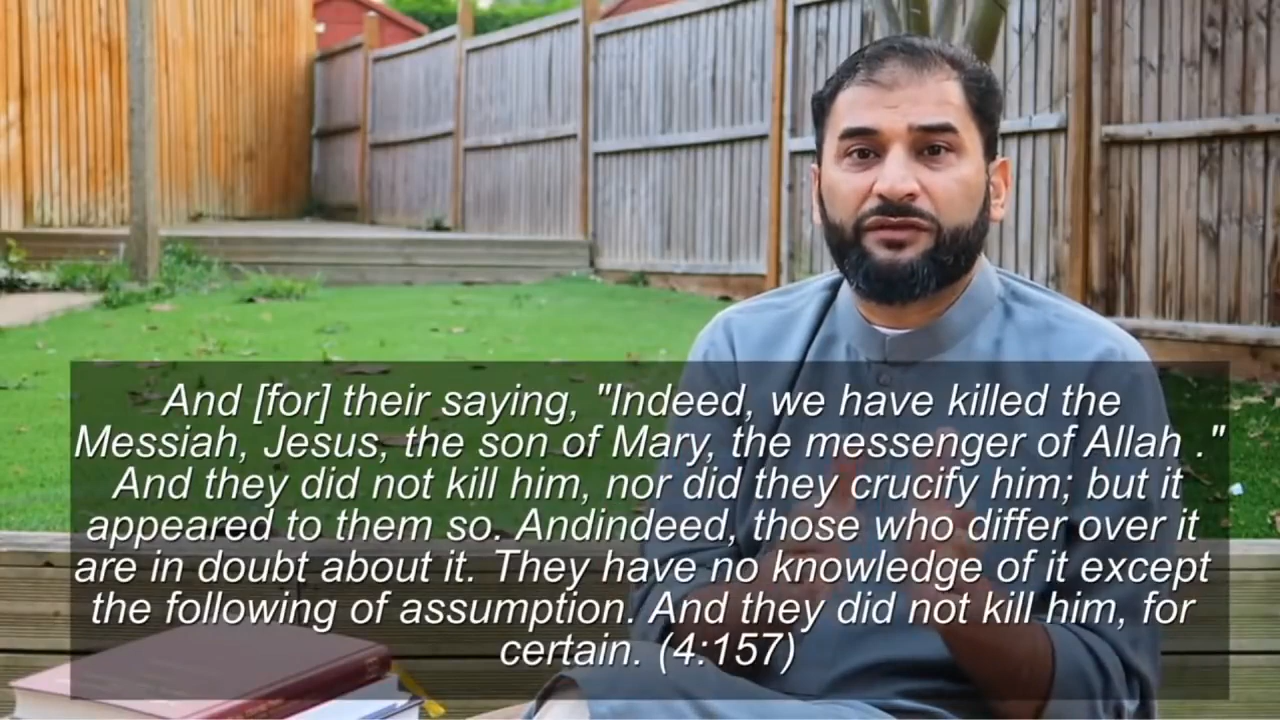 And [for] their saying, "Indeed, we have killed the
Messiah, Jesus, the son of Mary, the messenger of Allah ."
And they did not kill him, nor did they crucify him; but it
appeared to them so. Andindeed, those who differ over it
are in doubt about it. They have no knowledge of it except
the following of assumption. And they did not kill him, for
certain. (4:157)